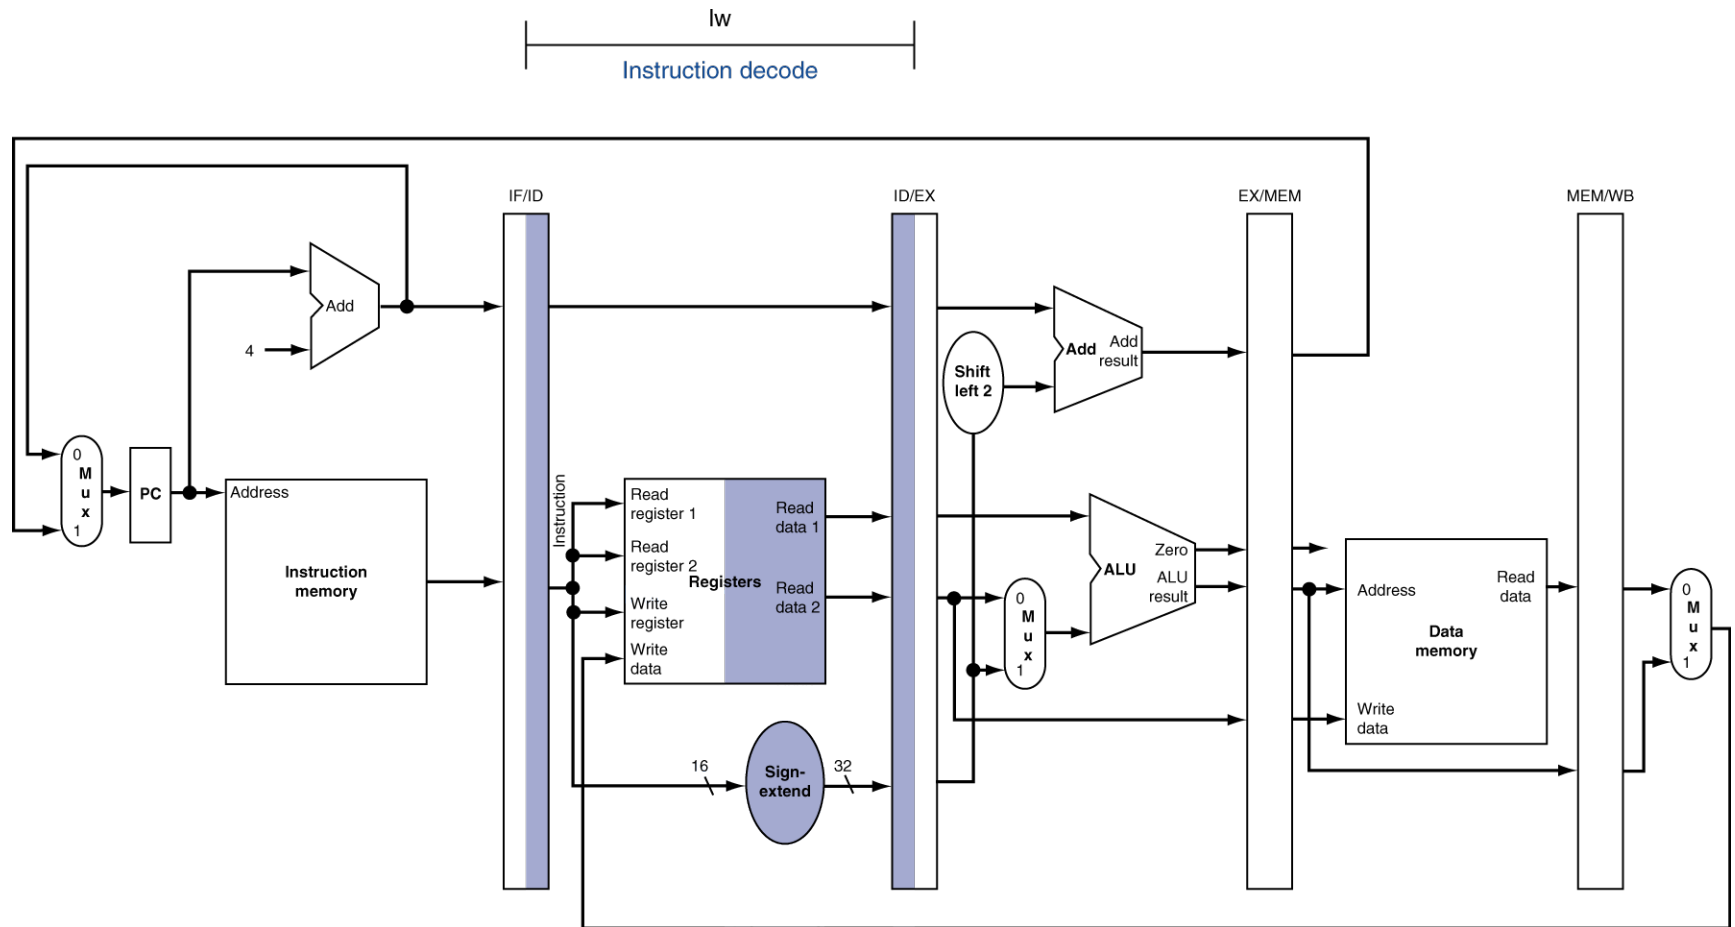 lw
Instruction decode
IF/ID
ID/EX
EX/MEM
MEM/WB
Add
4
Shift
left 2
Add
Add
result
0
M
u
x
1
PC
Address
Instruction
memory
Instruction
Read
register 1
Read
register 2
Write
register
Write
data
Registers
Read
data 1
Read
data 2
16
Sign-
extend
32
0
M
u
x
1
ALU
Zero
ALU
result
Address
Read
data
Data
memory
Write
data
0
M
u
x
1